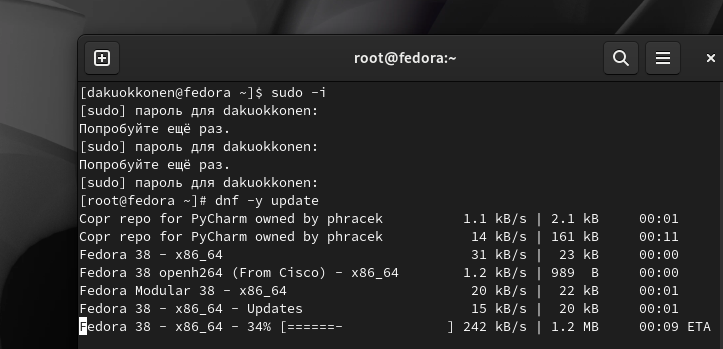 root@fedora:~
[dakuokkonen@fedora ~]$ sudo -i
[sudo] пароль для dakuokkonen:
Попробуйте ещё раз.
[sudo] пароль для dakuokkonen:
Попробуйте ещё раз.
[sudo] пароль для dakuokkonen:
[root@fedora ~]# dnf -y update
Copr repo for PyCharm owned by phracek 1.1 kB/s | 2.1 kB 00:01
Copr repo for PyCharm owned by phracek 14 kB/s | 161 kB 00:11
Fedora 38 - x86_64 31 kB/s | 23 kB 00:00
Fedora 38 openh264 (From Cisco) - x86_64 1.2 kB/s | 989 B 00:00
Fedora Modular 38 - x86_64 20 kB/s | 22 kB 00:01
Fedora 38 - x86_64 - Updates 15 kB/s | 20 kB 00:01
Fedora 38 - x86_64 - 34% [======- ] 242 kB/s | 1.2 MB 00:09 ETA